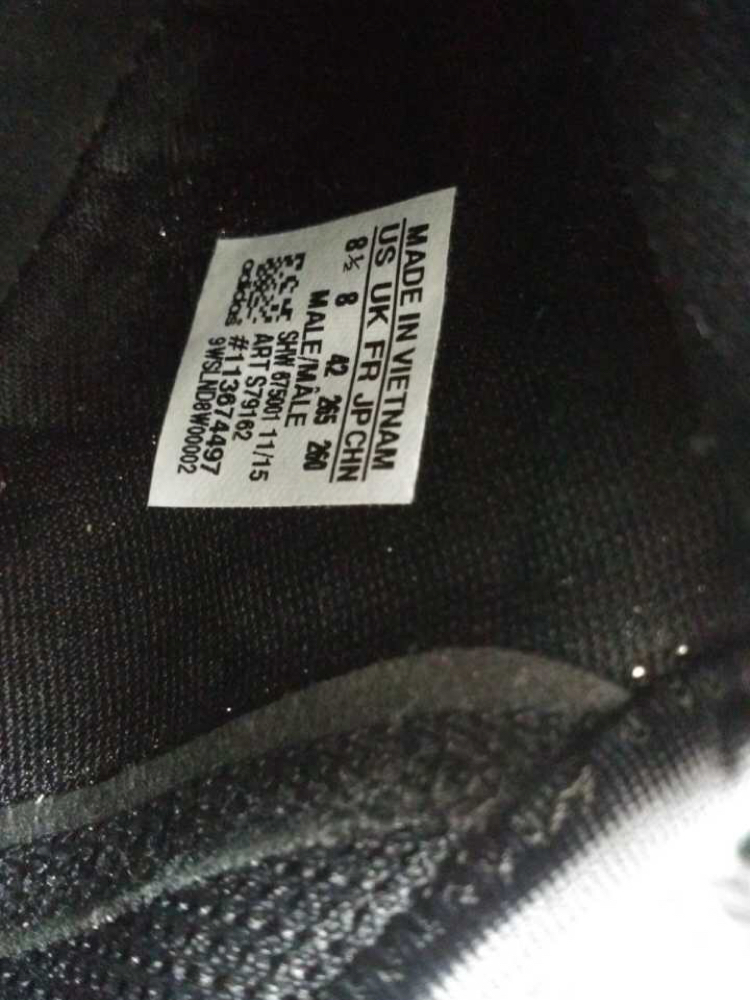 MADE IN VIETNAM
US UK FR JP CHN
8½ 8 42 265 260
MALE/MÂLE
SHW 675001 11/15
ART S79162
#113674497
9WSLND8W00002
adidas